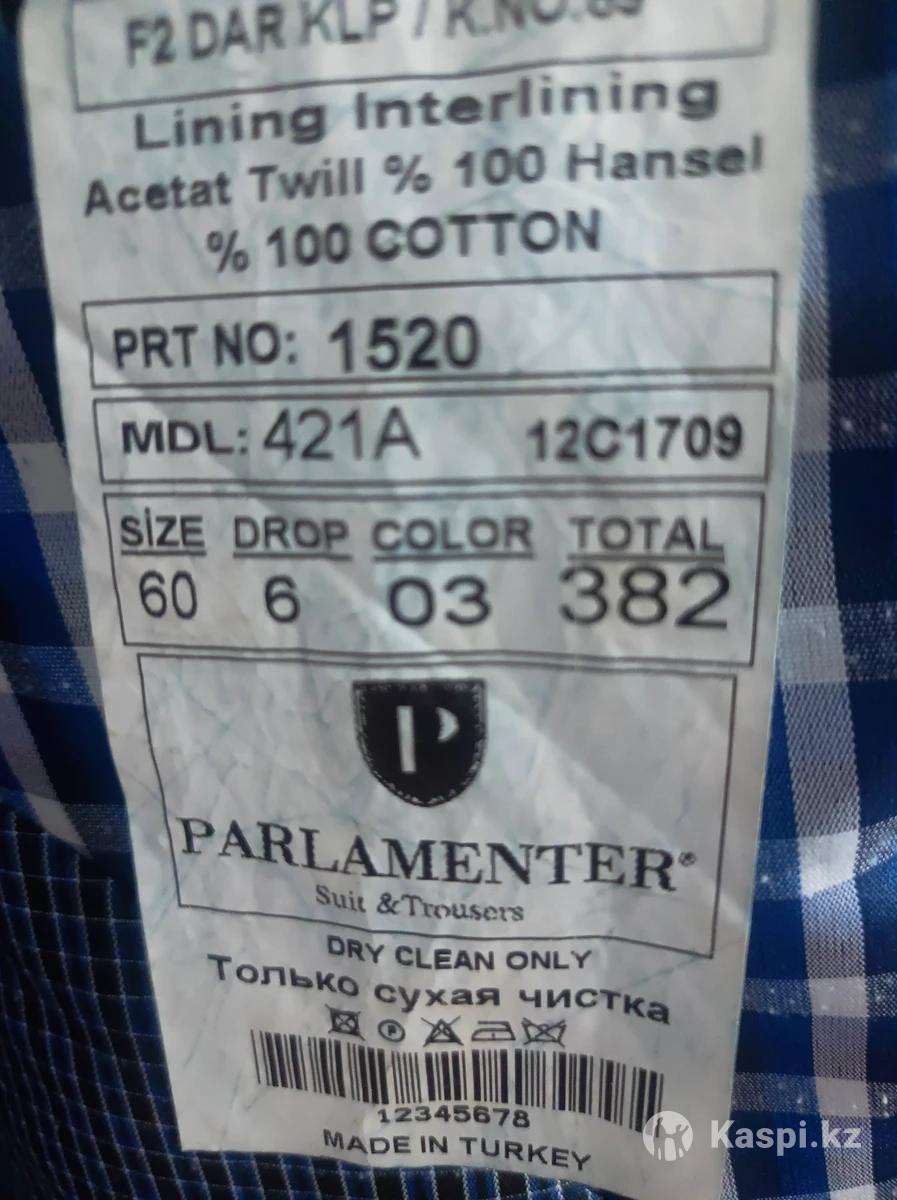 F2 DAR KLP / K.NO:
Lining Interlining
Acetat Twill % 100 Hansel
% 100 COTTON
PRT NO: 1520
MDL: 421A 12C1709
SİZE DROP COLOR TOTAL
60 6 03 382
P
PARLAMENTER®
Suit & Trousers
DRY CLEAN ONLY
Только сухая чистка
P
12345678
MADE IN TURKEY
Kaspi.kz